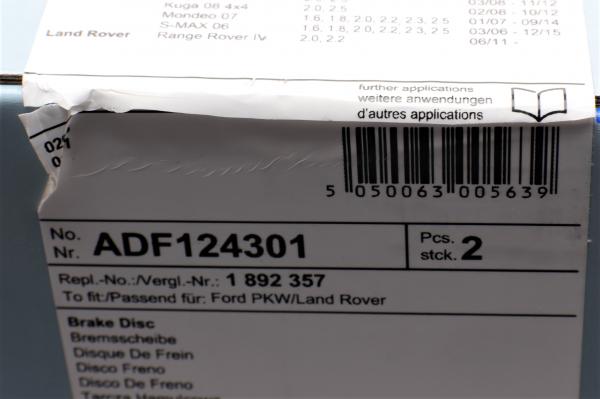 Kuga 08 4x4 2.0, 2.5 03/08 - 11/12
Mondeo 07 1.6, 1.8, 2.0, 2.2, 2.3, 2.5 01/07 - 09/14
S-MAX 06 1.6, 1.8, 2.0, 2.2, 2.3, 2.5 03/06 - 12/15
Land Rover Range Rover IV 2.0, 2.2 06/11 -
further applications
weitere anwendungen
d'autres applications
5 050063 005639
No. Nr. ADF124301 Pcs. stck. 2
Repl.-No.:/Vergl.-Nr.: 1 892 357
To fit:/Passend für: Ford PKW/Land Rover
Brake Disc
Bremsscheibe
Disque De Frein
Disco Freno
Disco De Freno
Tarcza Hamulcowa